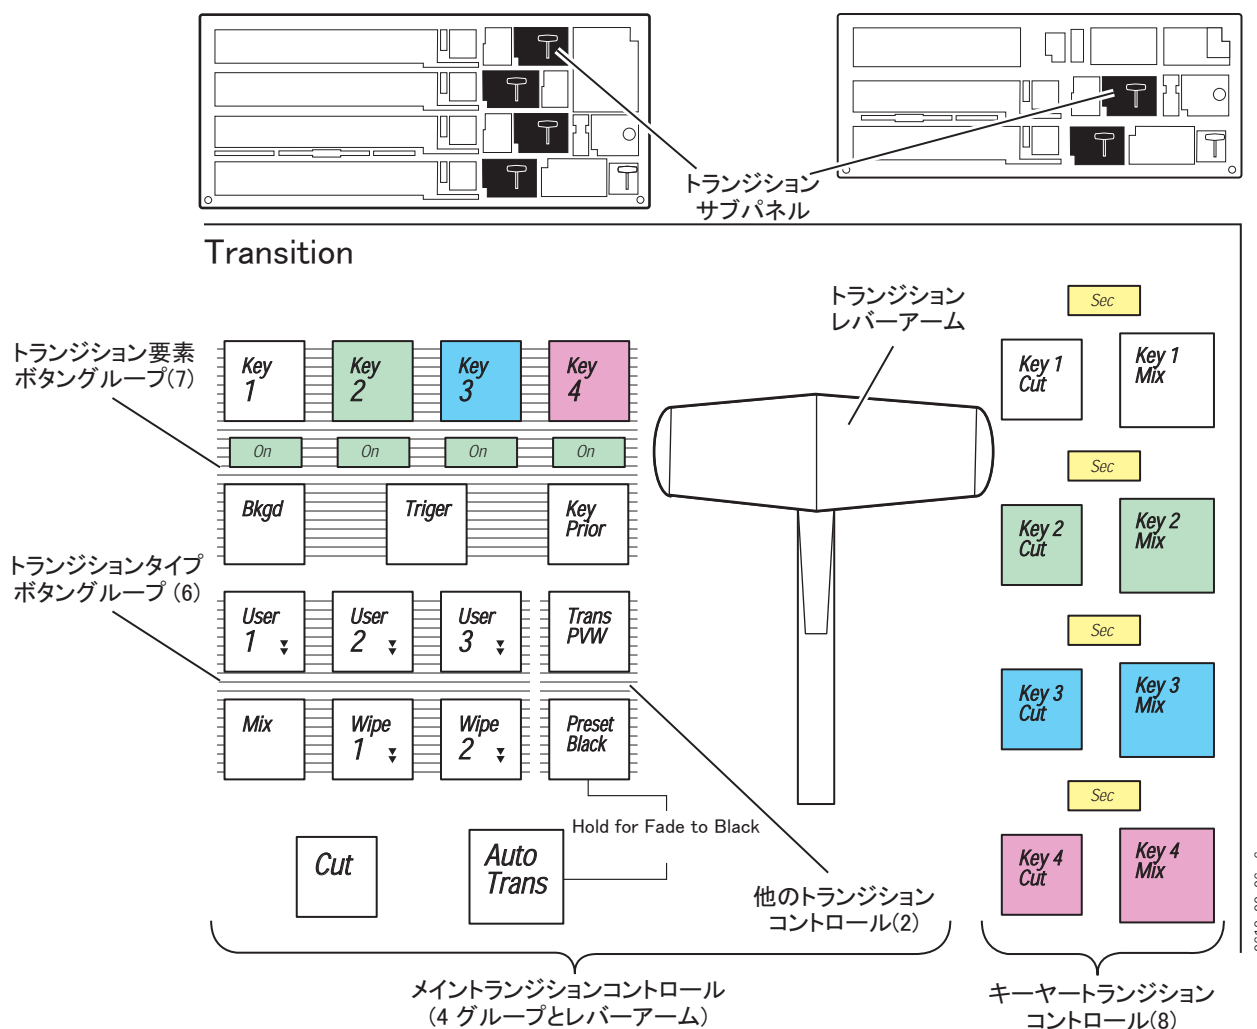 トランジション
サブパネル
Transition
トランジション
レバーアーム
トランジション要素
ボタングループ(7)
Key 1
Key 2
Key 3
Key 4
On
On
On
On
Bkgd
Triger
Key Prior
トランジションタイプ
ボタングループ (6)
User 1
User 2
User 3
Trans PVW
Mix
Wipe 1
Wipe 2
Preset Black
Hold for Fade to Black
Cut
Auto Trans
他のトランジション
コントロール(2)
メイントランジションコントロール
(4 グループとレバーアーム)
Sec
Key 1 Cut
Key 1 Mix
Sec
Key 2 Cut
Key 2 Mix
Sec
Key 3 Cut
Key 3 Mix
Sec
Key 4 Cut
Key 4 Mix
キーヤートランジション
コントロール(8)